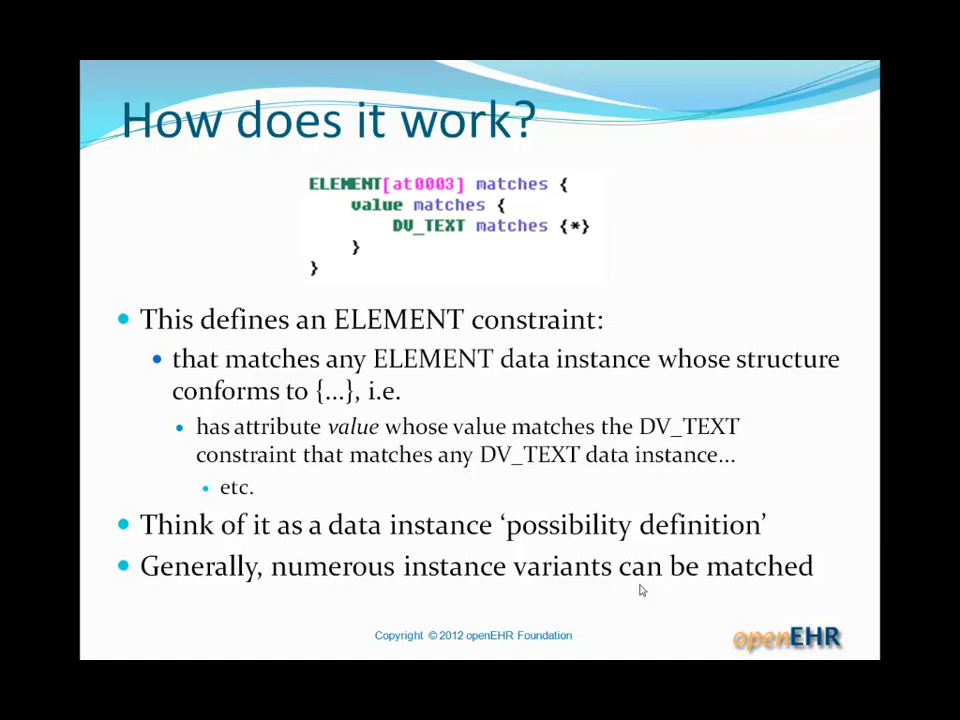 How does it work?
ELEMENT[at0003] matches {
value matches {
DV_TEXT matches {*}
}
}
• This defines an ELEMENT constraint:
• that matches any ELEMENT data instance whose structure
conforms to {...}, i.e.
• has attribute value whose value matches the DV_TEXT
constraint that matches any DV_TEXT data instance...
• etc.
• Think of it as a data instance ‘possibility definition’
• Generally, numerous instance variants can be matched
Copyright © 2012 openEHR Foundation
openEHR